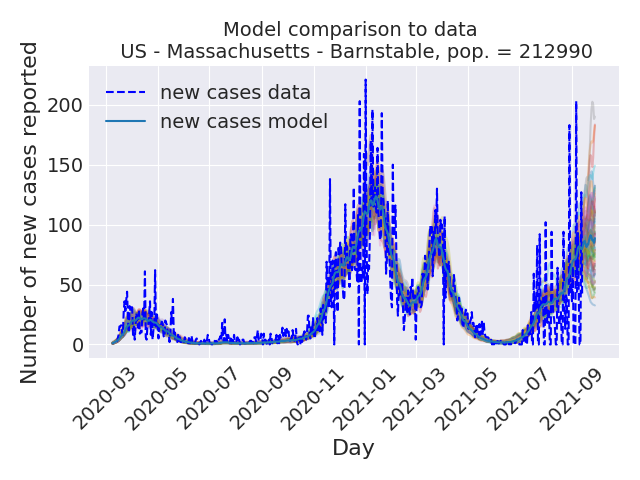 Model comparison to data
US - Massachusetts - Barnstable, pop. = 212990
Number of new cases reported
200
150
100
50
0
new cases data
new cases model
2020-03
2020-05
2020-07
2020-09
2020-11
2021-01
2021-03
2021-05
2021-07
2021-09
Day